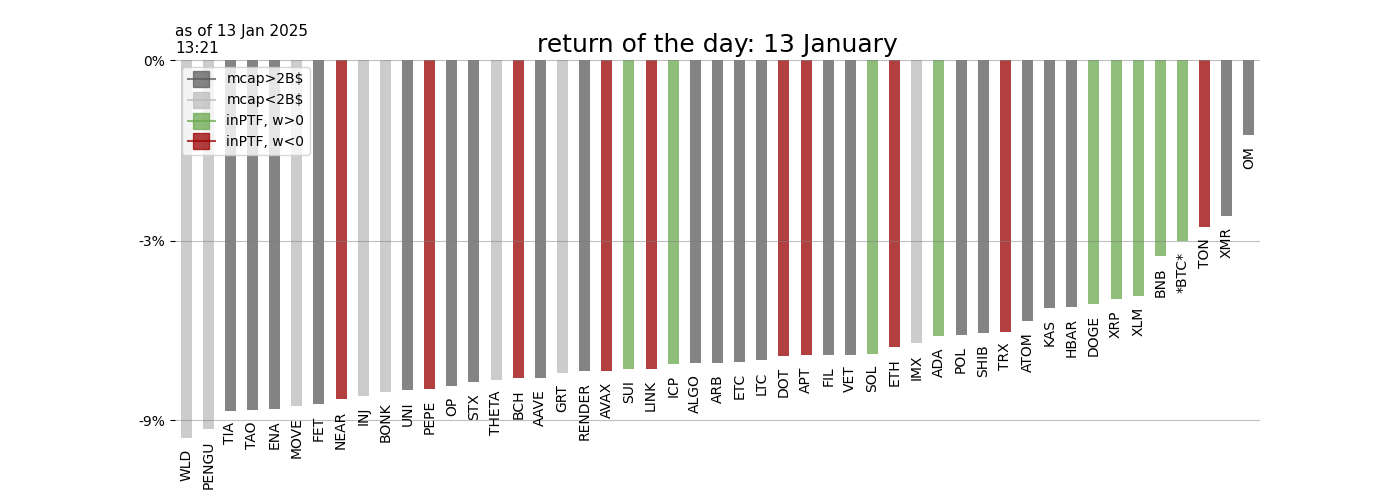 as of 13 Jan 2025
13:21
return of the day: 13 January
0%
-3%
-9%
mcap>2B$
mcap<2B$
inPTF, w>0
inPTF, w<0
WLD
PENGU
TIA
TAO
ENA
MOVE
FET
NEAR
INJ
BONK
UNI
PEPE
OP
STX
THETA
BCH
AAVE
GRT
RENDER
AVAX
SUI
LINK
ICP
ALGO
ARB
ETC
LTC
DOT
APT
FIL
VET
SOL
ETH
IMX
ADA
POL
SHIB
TRX
ATOM
KAS
HBAR
DOGE
XRP
XLM
BNB
*BTC*
TON
XMR
OM